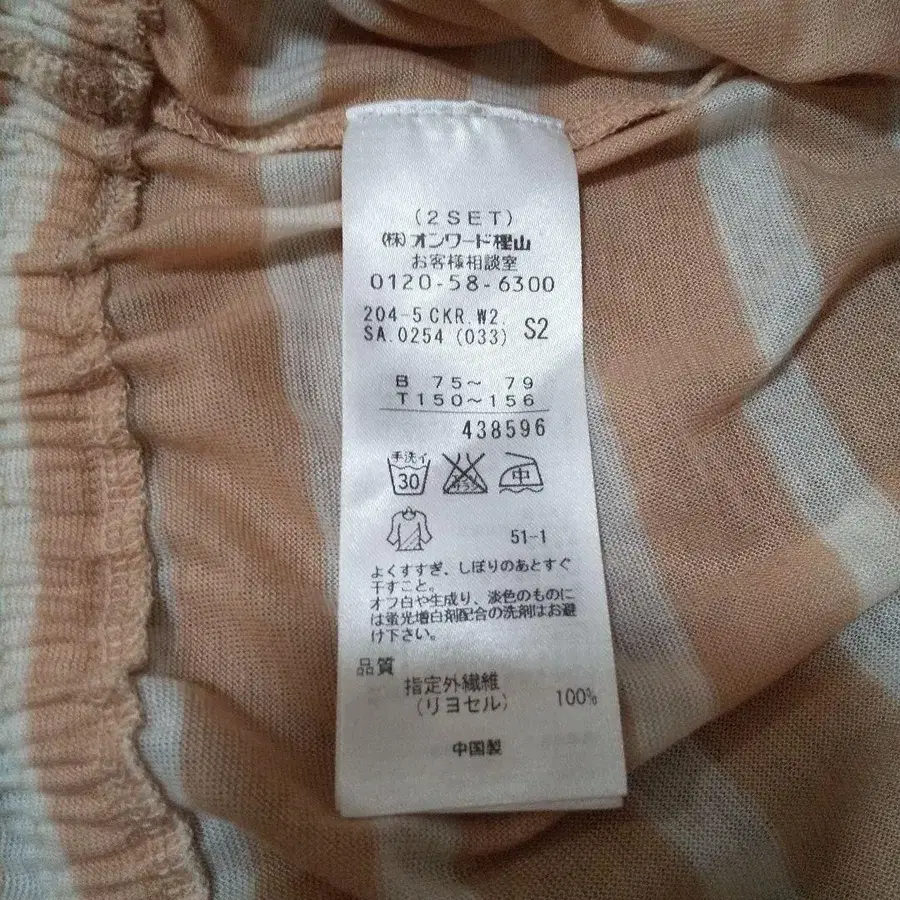 (2SET)
(株)オンワード樫山
お客様相談室
0120-58-6300
204-5CKR.W2.
SA.0254 (033) S2
B 75～ 79
T150～156
438596
手洗イ
30
中
51-1
よくすすぎ、しぼりのあとすぐ
干すこと。
オフ白や生成り、淡色のものに
は蛍光増白剤配合の洗剤はお避
け下さい。
品質
指定外繊維
(リヨセル) 100%
中国製